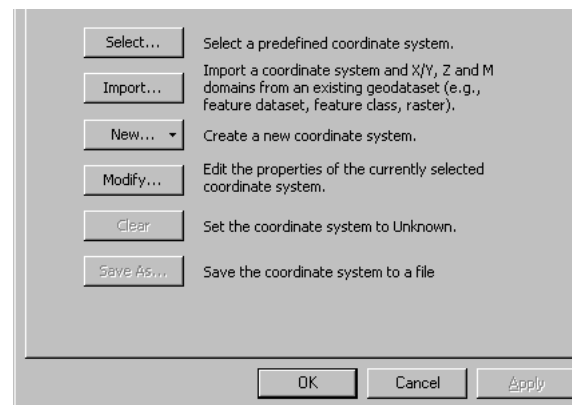 Select... Select a predefined coordinate system.
Import a coordinate system and X/Y, Z and M
Import... domains from an existing geodataset (e.g.,
feature dataset, feature class, raster).
New... Create a new coordinate system.
Edit the properties of the currently selected
Modify... coordinate system.
Clear Set the coordinate system to Unknown.
Save As... Save the coordinate system to a file
OK Cancel Apply